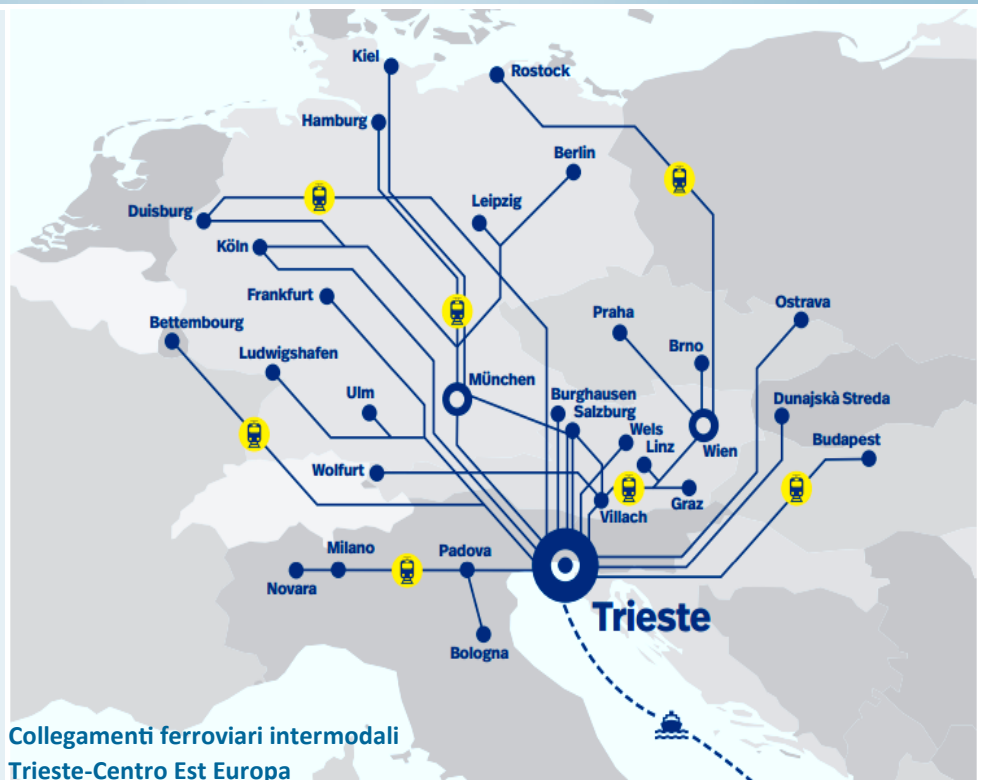 Kiel
Rostock
Hamburg
Berlin
Leipzig
Duisburg
Köln
Frankfurt
Praha
Ostrava
Bettembourg
Brno
Ludwigshafen
München
Ulm
Burghausen
Dunajskà Streda
Salzburg
Wels
Budapest
Linz
Wien
Wolfurt
Villach
Graz
Milano
Padova
Novara
Trieste
Bologna
Collegamenti ferroviari intermodali
Trieste-Centro Est Europa